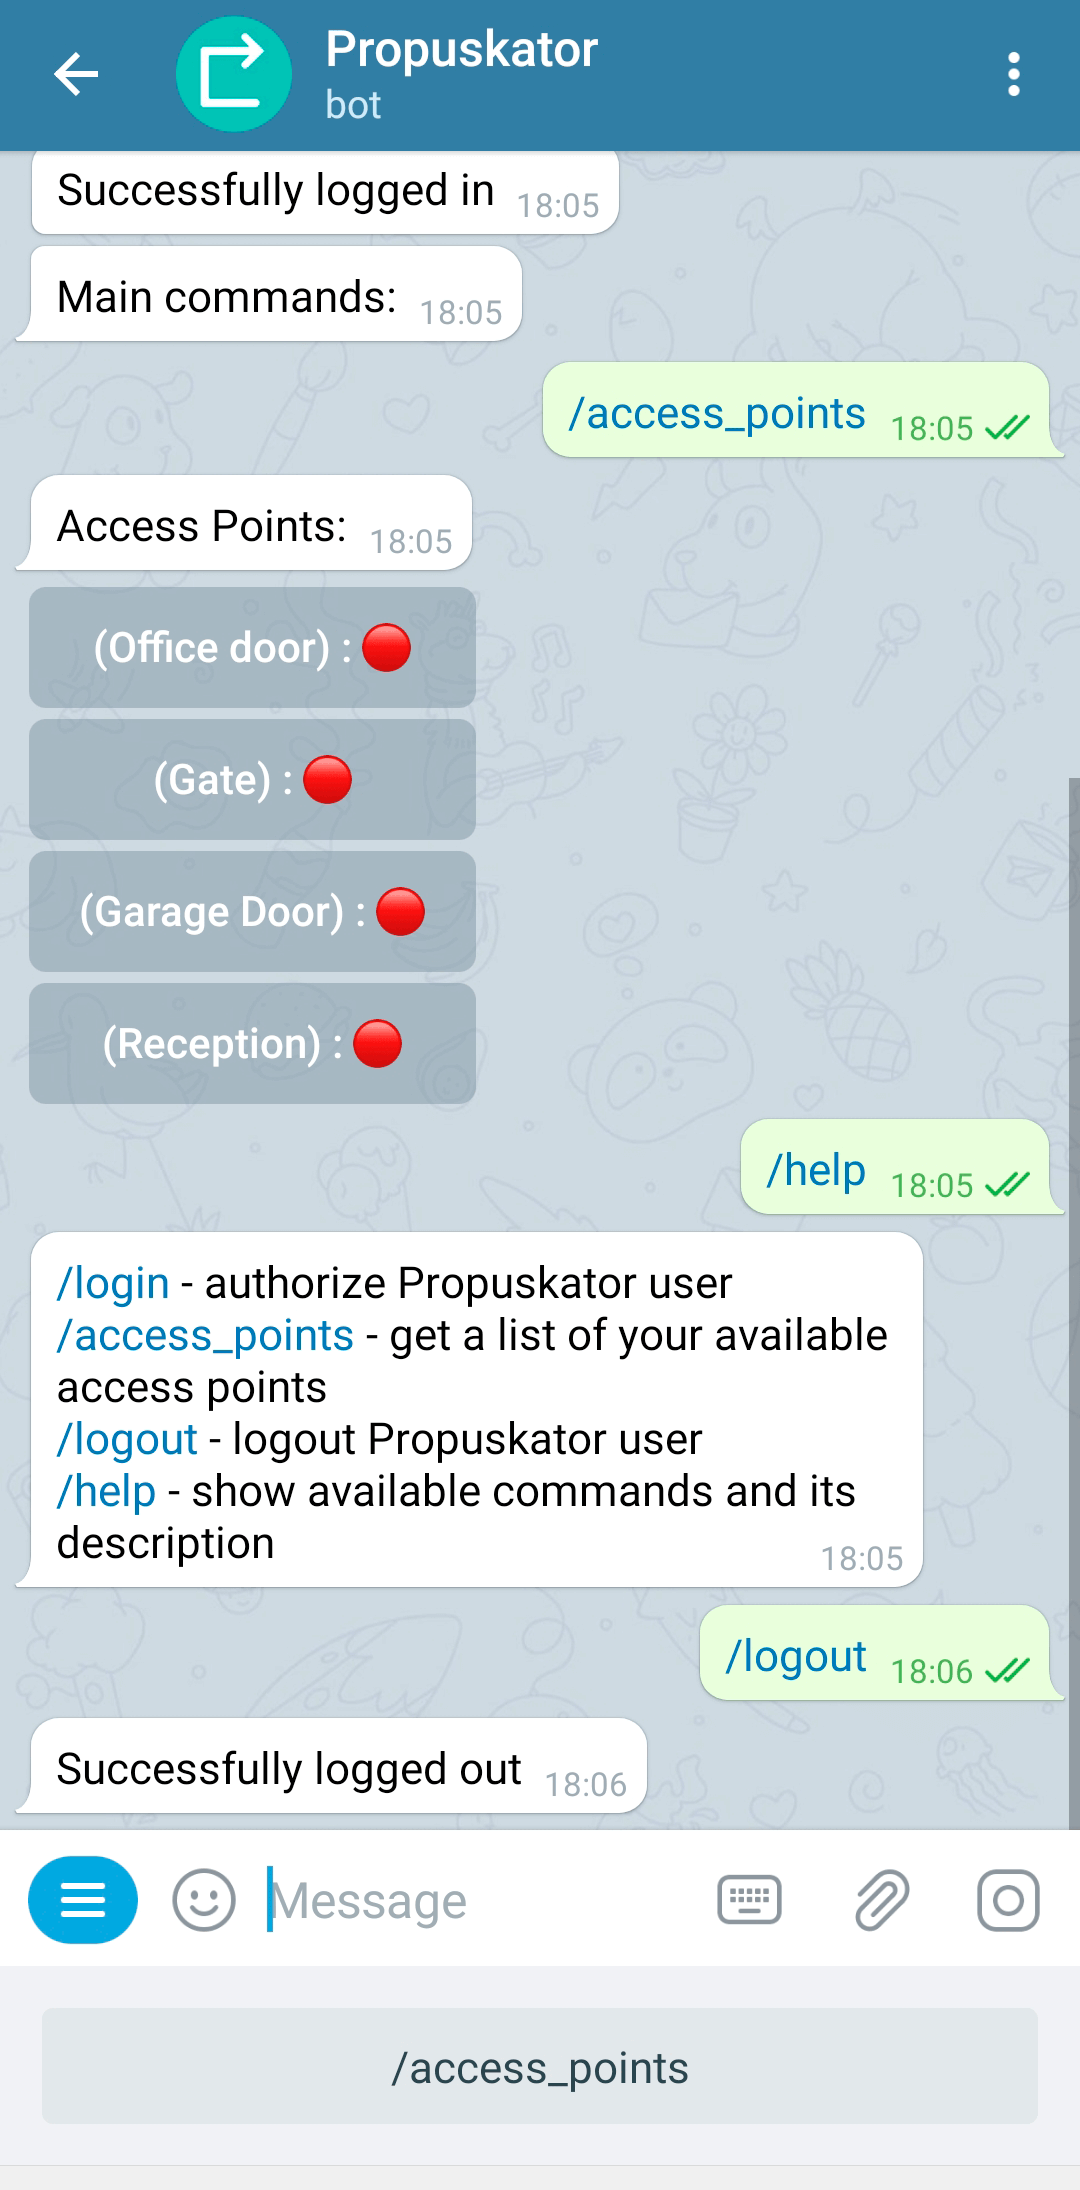 Propuskator
bot
Successfully logged in 18:05
Main commands: 18:05
/access_points 18:05
Access Points: 18:05
(Office door) : 🔴
(Gate) : 🔴
(Garage Door) : 🔴
(Reception) : 🔴
/help 18:05
/login - authorize Propuskator user
/access_points - get a list of your available
access points
/logout - logout Propuskator user
/help - show available commands and its
description 18:05
/logout 18:06
Successfully logged out 18:06
Message
/access_points